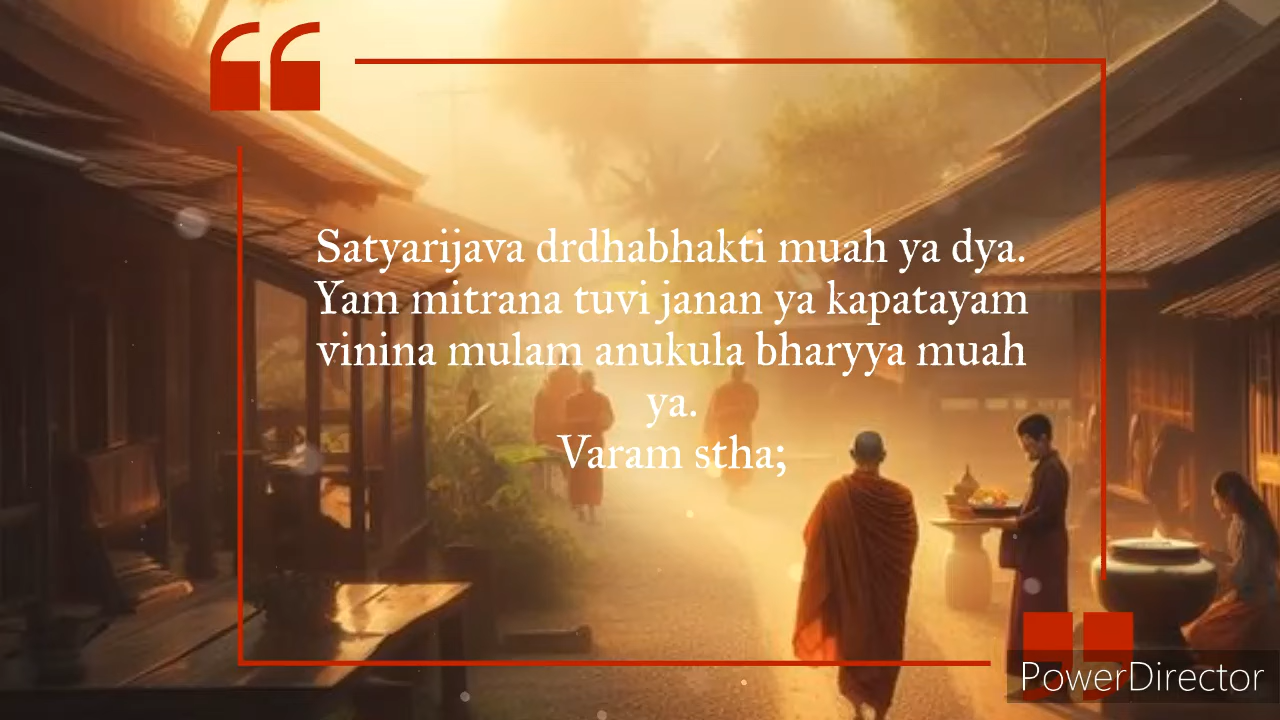 Satyarijava drdhabhakti muah ya dya.
Yam mitrana tuvi janan ya kapatayam
vinina mulam anukula bharyya muah
ya.
Varam stha;
PowerDirector